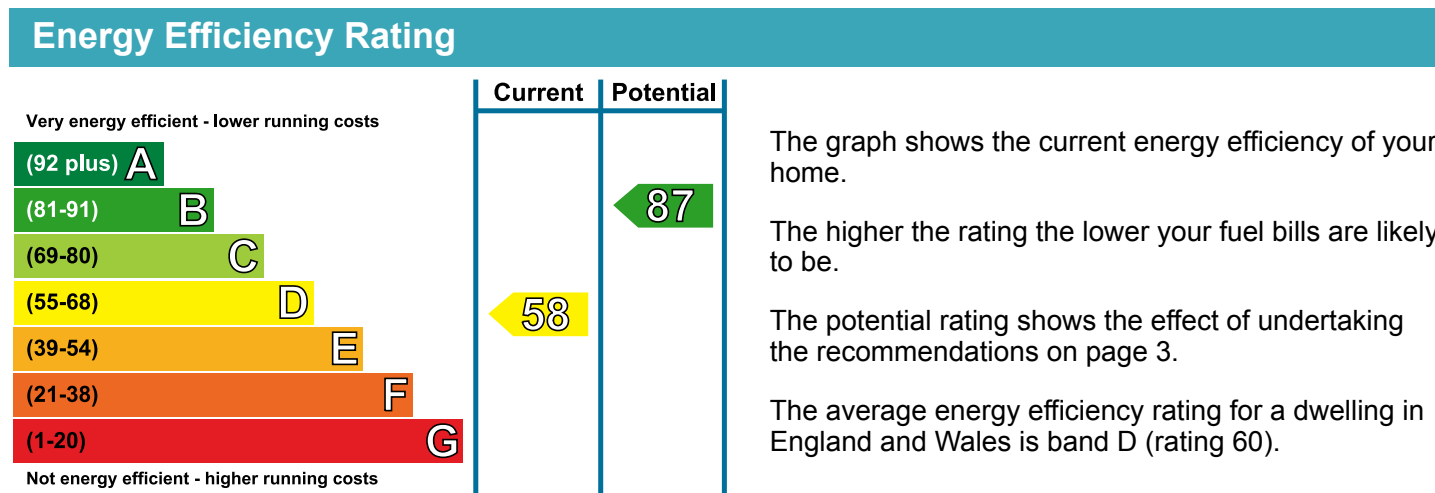 Energy Efficiency Rating
Current Potential
Very energy efficient - lower running costs
(92 plus) A
(81-91) B
87
(69-80) C
(55-68) D
58
(39-54) E
(21-38) F
(1-20) G
Not energy efficient - higher running costs
The graph shows the current energy efficiency of your
home.
The higher the rating the lower your fuel bills are likely
to be.
The potential rating shows the effect of undertaking
the recommendations on page 3.
The average energy efficiency rating for a dwelling in
England and Wales is band D (rating 60).